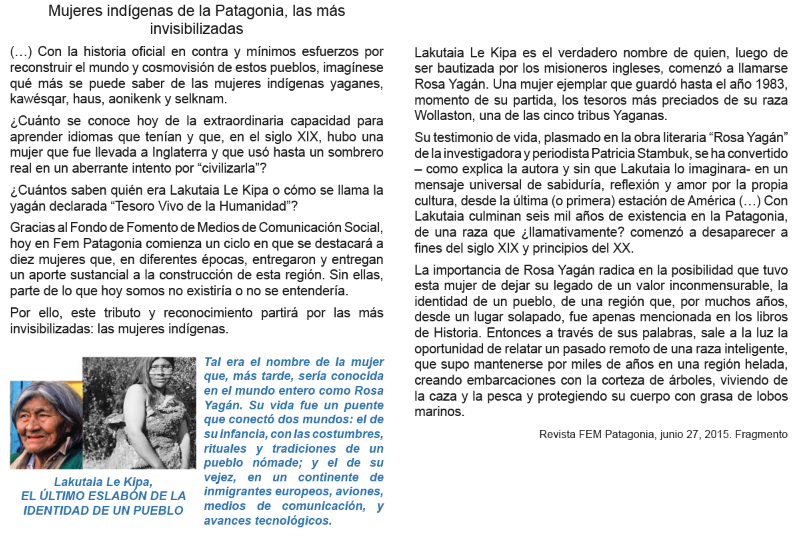 Mujeres indígenas de la Patagonia, las más
invisibilizadas
(…) Con la historia oficial en contra y mínimos esfuerzos por
reconstruir el mundo y cosmovisión de estos pueblos, imagínese
qué más se puede saber de las mujeres indígenas yaganes,
kawésqar, haus, aonikenk y selknam.
¿Cuánto se conoce hoy de la extraordinaria capacidad para
aprender idiomas que tenían y que, en el siglo XIX, hubo una
mujer que fue llevada a Inglaterra y que usó hasta un sombrero
real en un aberrante intento por “civilizarla”?
¿Cuántos saben quién era Lakutaia Le Kipa o cómo se llama la
yagán declarada “Tesoro Vivo de la Humanidad”?
Gracias al Fondo de Fomento de Medios de Comunicación Social,
hoy en Fem Patagonia comienza un ciclo en que se destacará a
diez mujeres que, en diferentes épocas, entregaron y entregan
un aporte sustancial a la construcción de esta región. Sin ellas,
parte de lo que hoy somos no existiría o no se entendería.
Por ello, este tributo y reconocimiento partirá por las más
invisibilizadas: las mujeres indígenas.
Lakutaia Le Kipa,
EL ÚLTIMO ESLABÓN DE LA
IDENTIDAD DE UN PUEBLO
Tal era el nombre de la mujer
que, más tarde, sería conocida
en el mundo entero como Rosa
Yagán. Su vida fue un puente
que conectó dos mundos: el de
su infancia, con las costumbres,
rituales y tradiciones de un
pueblo nómade; y el de su
vejez, en un continente de
inmigrantes europeos, aviones,
medios de comunicación, y
avances tecnológicos.
Lakutaia Le Kipa es el verdadero nombre de quien, luego de
ser bautizada por los misioneros ingleses, comenzó a llamarse
Rosa Yagán. Una mujer ejemplar que guardó hasta el año 1983,
momento de su partida, los tesoros más preciados de su raza
Wollaston, una de las cinco tribus Yaganas.
Su testimonio de vida, plasmado en la obra literaria “Rosa Yagán”
de la investigadora y periodista Patricia Stambuk, se ha convertido
– como explica la autora y sin que Lakutaia lo imaginara- en un
mensaje universal de sabiduría, reflexión y amor por la propia
cultura, desde la última (o primera) estación de América (…) Con
Lakutaia culminan seis mil años de existencia en la Patagonia,
de una raza que ¿llamativamente? comenzó a desaparecer a
fines del siglo XIX y principios del XX.
La importancia de Rosa Yagán radica en la posibilidad que tuvo
esta mujer de dejar su legado de un valor inconmensurable, la
identidad de un pueblo, de una región que, por muchos años,
desde un lugar solapado, fue apenas mencionada en los libros
de Historia. Entonces a través de sus palabras, sale a la luz la
oportunidad de relatar un pasado remoto de una raza inteligente,
que supo mantenerse por miles de años en una región helada,
creando embarcaciones con la corteza de árboles, viviendo de
la caza y la pesca y protegiendo su cuerpo con grasa de lobos
marinos.
Revista FEM Patagonia, junio 27, 2015. Fragmento